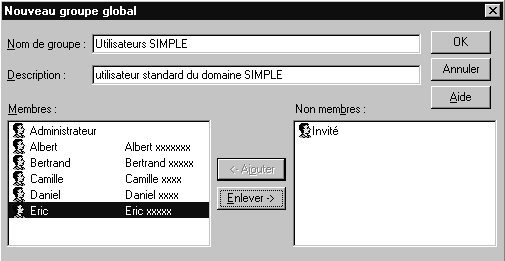 Nouveau groupe global
Nom de groupe : Utilisateurs SIMPLE
OK
Description : utilisateur standard du domaine SIMPLE
Annuler
Aide
Membres :
Non membres :
Administrateur
Albert Albert xxxxxxx
Bertrand Bertrand xxxxx
Camille Camille xxxx
Daniel Daniel xxxx
Eric Eric xxxxx
<- Ajouter
Enlever ->
Invité